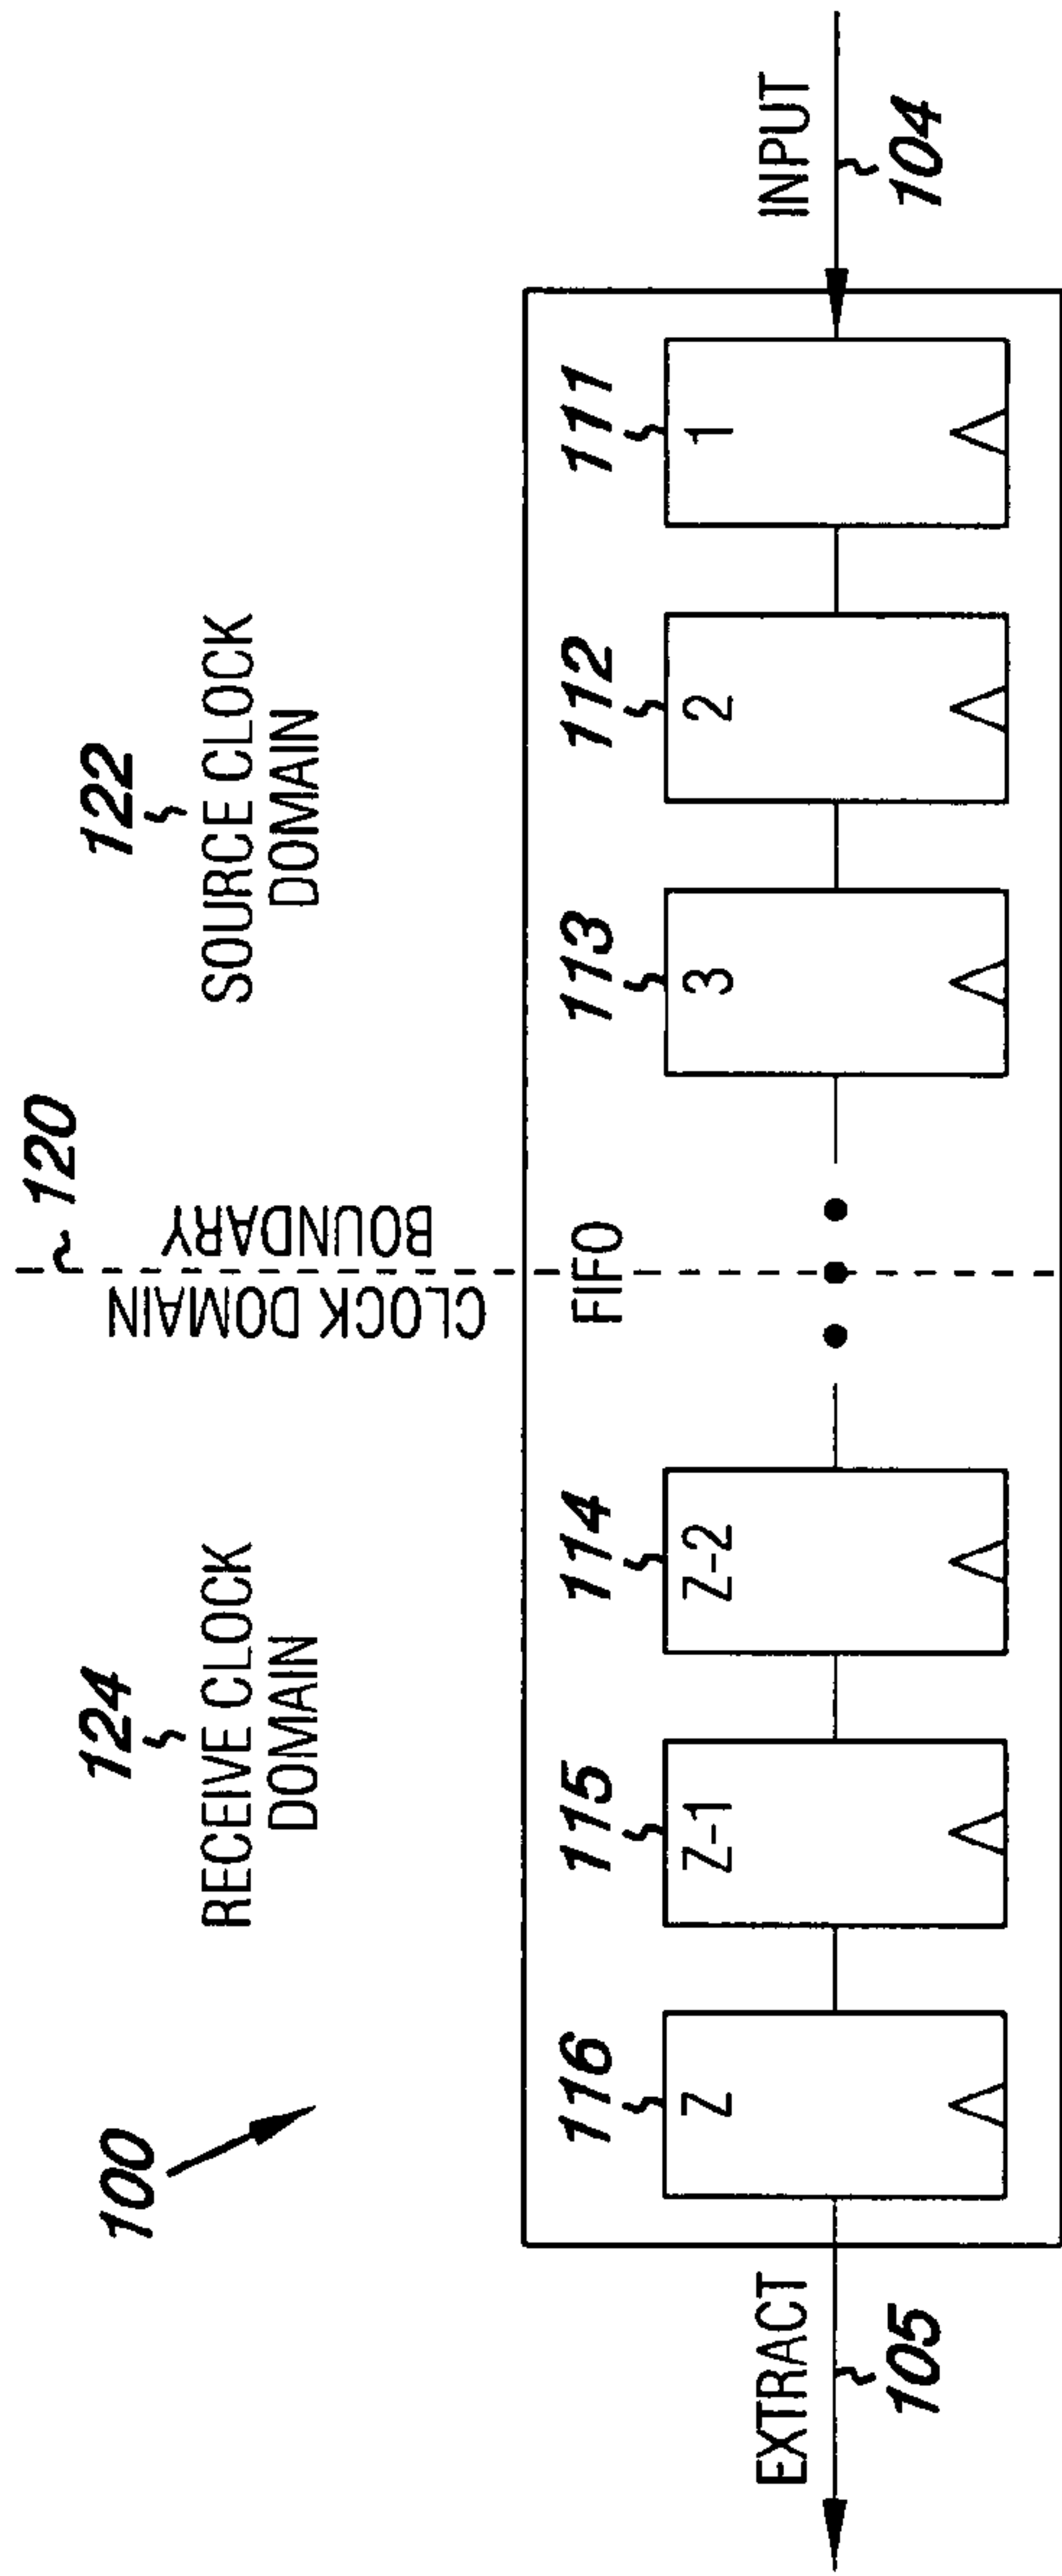 120
100
124
RECEIVE CLOCK
DOMAIN
CLOCK DOMAIN
BOUNDARY
122
SOURCE CLOCK
DOMAIN
FIFO
116
115
114
113
112
111
Z
Z-1
Z-2
3
2
1
EXTRACT
105
INPUT
104